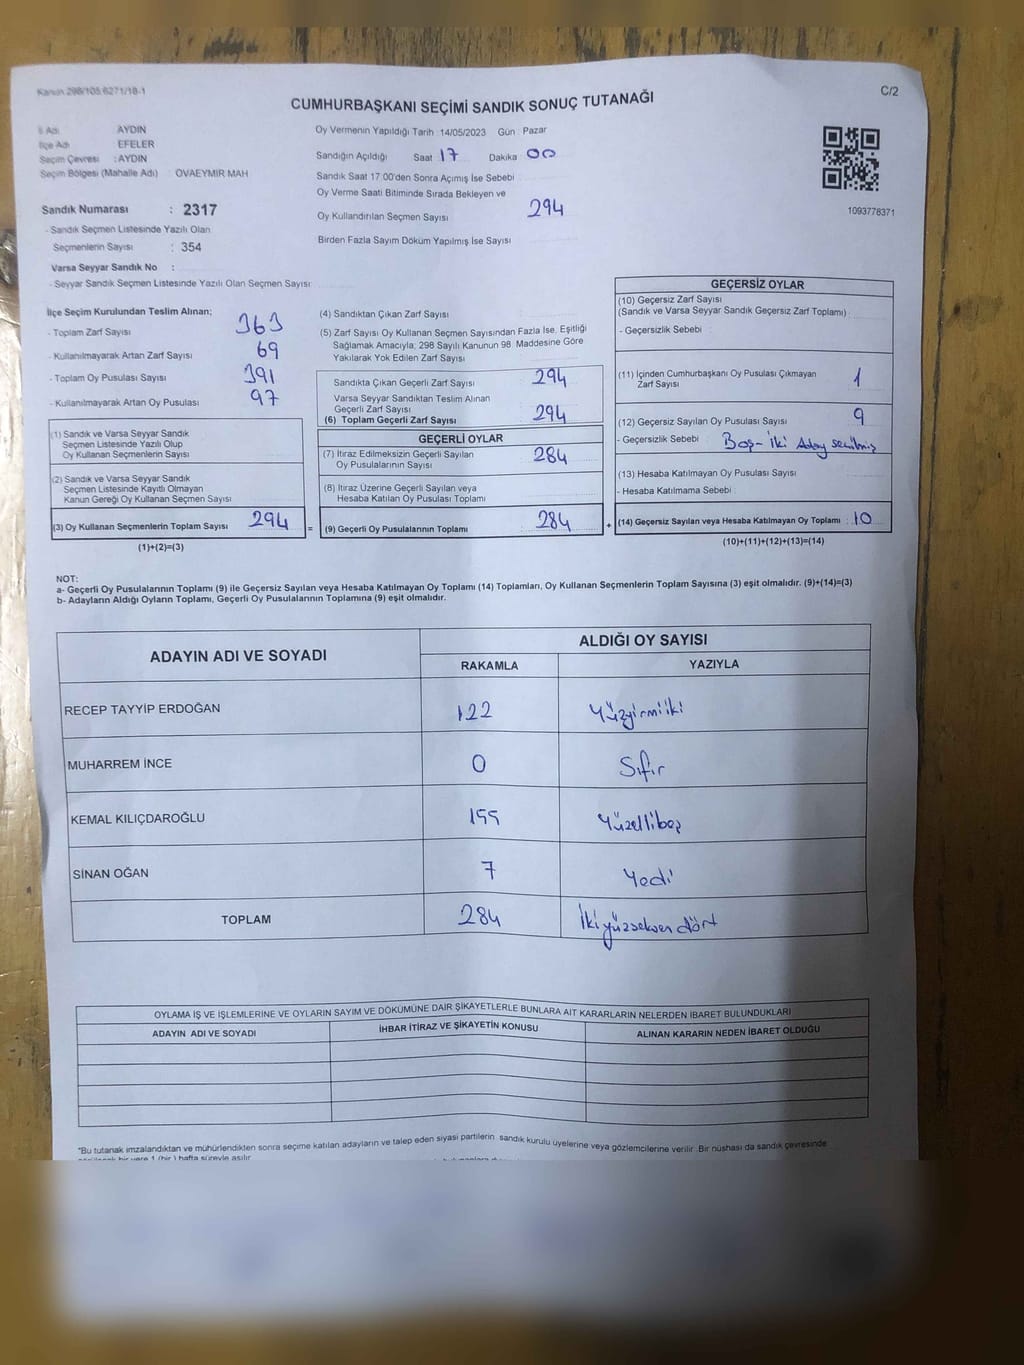 Kanun 298/105 6271/18-1
C/2
CUMHURBAŞKANI SEÇİMİ SANDIK SONUÇ TUTANAĞI
İl Adı AYDIN
İlçe Adı EFELER
Seçim Çevresi : AYDIN
Seçim Bölgesi (Mahalle Adı) : OVAEYMIR MAH
Sandık Numarası : 2317
- Sandık Seçmen Listesinde Yazılı Olan
Seçmenlerin Sayısı : 354
Varsa Seyyar Sandık No :
- Seyyar Sandık Seçmen Listesinde Yazılı Olan Seçmen Sayısı:
Oy Vermenin Yapıldığı Tarih :14/05/2023 Gün : Pazar
Sandığın Açıldığı Saat 17 Dakika 00
Sandık Saat 17:00'den Sonra Açımış İse Sebebi :
Oy Verme Saati Bitiminde Sırada Bekleyen ve
Oy Kullandırılan Seçmen Sayısı 294
Birden Fazla Sayım Döküm Yapılmış İse Sayısı
1093778371
İlçe Seçim Kurulundan Teslim Alınan;
- Toplam Zarf Sayısı 363
- Kullanılmayarak Artan Zarf Sayısı 69
- Toplam Oy Pusulası Sayısı 391
- Kullanılmayarak Artan Oy Pusulası 97
(1) Sandık ve Varsa Seyyar Sandık
Seçmen Listesinde Yazılı Olup
Oy Kullanan Seçmenlerin Sayısı
(2) Sandık ve Varsa Seyyar Sandık
Seçmen Listesinde Kayıtlı Olmayan
Kanun Gereği Oy Kullanan Seçmen Sayısı
(3) Oy Kullanan Seçmenlerin Toplam Sayısı 294 =
(1)+(2)=(3)
(4) Sandıktan Çıkan Zarf Sayısı
(5) Zarf Sayısı Oy Kullanan Seçmen Sayısından Fazla İse, Eşitliği
Sağlamak Amacıyla; 298 Sayılı Kanunun 98. Maddesine Göre
Yakılarak Yok Edilen Zarf Sayısı
Sandıkta Çıkan Geçerli Zarf Sayısı 294
Varsa Seyyar Sandıktan Teslim Alınan
Geçerli Zarf Sayısı
(6) Toplam Geçerli Zarf Sayısı 294
GEÇERLİ OYLAR
(7) İtiraz Edilmeksizin Geçerli Sayılan
Oy Pusulalarının Sayısı 284
(8) İtiraz Üzerine Geçerli Sayılan veya
Hesaba Katılan Oy Pusulası Toplamı
(9) Geçerli Oy Pusulalarının Toplamı 284 +
GEÇERSİZ OYLAR
(10) Geçersiz Zarf Sayısı
(Sandık ve Varsa Seyyar Sandık Geçersiz Zarf Toplamı) :
- Geçersizlik Sebebi :
(11) İçinden Cumhurbaşkanı Oy Pusulası Çıkmayan
Zarf Sayısı 1
(12) Geçersiz Sayılan Oy Pusulası Sayısı 9
- Geçersizlik Sebebi : Boş- İki Aday secilmiş
(13) Hesaba Katılmayan Oy Pusulası Sayısı
- Hesaba Katılmama Sebebi :
(14) Geçersiz Sayılan veya Hesaba Katılmayan Oy Toplamı : 10
(10)+(11)+(12)+(13)=(14)
NOT:
a- Geçerli Oy Pusulalarının Toplamı (9) ile Geçersiz Sayılan veya Hesaba Katılmayan Oy Toplamı (14) Toplamları, Oy Kullanan Seçmenlerin Toplam Sayısına (3) eşit olmalıdır. (9)+(14)=(3)
b- Adayların Aldığı Oyların Toplamı, Geçerli Oy Pusulalarının Toplamına (9) eşit olmalıdır.
ADAYIN ADI VE SOYADI
ALDIĞI OY SAYISI
RAKAMLA YAZIYLA
RECEP TAYYİP ERDOĞAN 122 Yüzyirmiiki
MUHARREM İNCE 0 Sıfır
KEMAL KILIÇDAROĞLU 155 Yüzellibeş
SİNAN OĞAN 7 Yedi
TOPLAM 284 İkiyüzseksen dört
OYLAMA İŞ VE İŞLEMLERİNE VE OYLARIN SAYIM VE DÖKÜMÜNE DAİR ŞİKAYETLERLE BUNLARA AİT KARARLARIN NELERDEN İBARET BULUNDUKLARI
ADAYIN ADI VE SOYADI İHBAR İTİRAZ VE ŞİKAYETİN KONUSU ALINAN KARARIN NEDEN İBARET OLDUĞU
*Bu tutanak imzalandıktan ve mühürlendikten sonra seçime katılan adayların ve talep eden siyasi partilerin sandık kurulu üyelerine veya gözlemcilerine verilir. Bir nüshası da sandık çevresinde